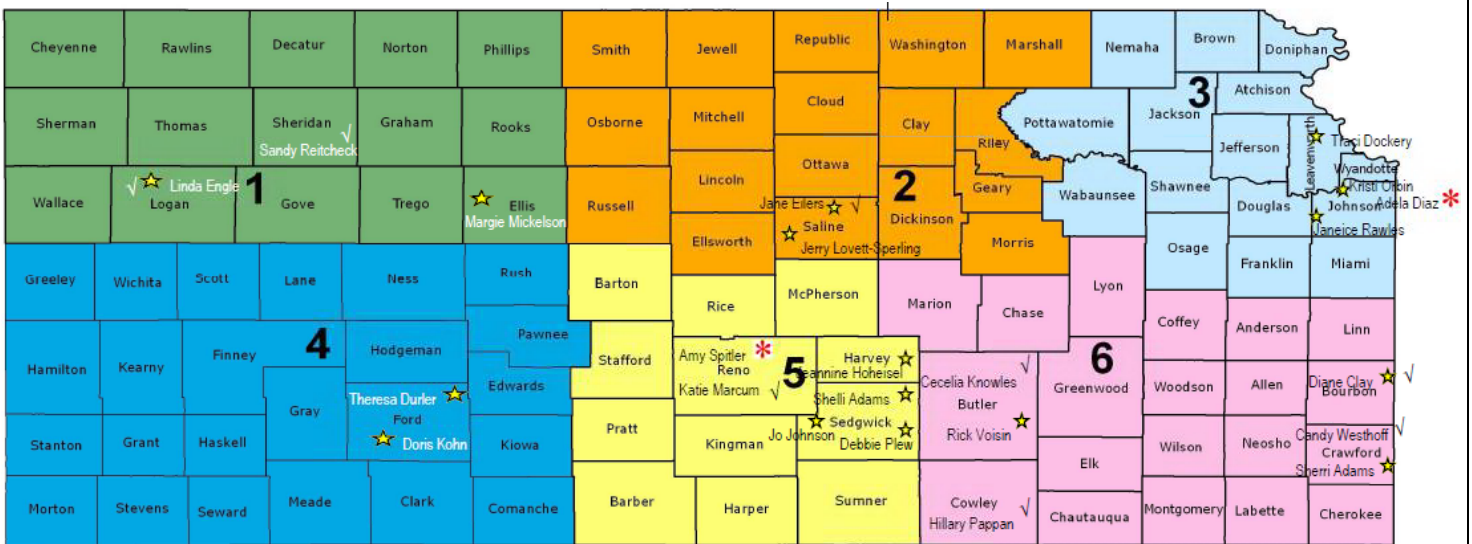 Cheyenne Rawlins Decatur Norton Phillips Smith Jewell Republic Washington Marshall Nemaha Brown Doniphan
Sherman Thomas Sheridan √ Graham Rooks Osborne Mitchell Cloud Clay Riley Pottawatomie Jackson 3 Atchison
Sandy Reitcheck
Ottawa Jefferson Leavenworth Traci Dockery
Wyandotte
Wallace √ Linda Engle 1 Gove Trego Ellis Russell Lincoln 2 Geary Wabaunsee Shawnee Douglas Kristi Orbin
Logan
Margie Mickelson
Jane Eilers √ Dickinson Johnson Adela Diaz *
Saline
Jerry Lovett-Sperling
Janeice Rawles
Ellsworth Morris Osage Franklin Miami
Greeley Wichita Scott Lane Ness Rush Barton Rice McPherson Marion Chase Lyon
Hamilton Kearny Finney 4 Hodgeman Pawnee Stafford Coffey Anderson Linn
Edwards
Amy Spitler *
Reno
Katie Marcum √
5
Harvey
Jeannine Hoheisel
√
Cecelia Knowles
Butler
Rick Voisin
6
Greenwood Woodson Allen Diane Clay √
Bourbon
Theresa Durler
Ford
Doris Kohn
Gray
Shelli Adams
Sedgwick
Jo Johnson
Debbie Plew
Stanton Grant Haskell Kiowa Pratt Kingman Elk Wilson Neosho Candy Westhoff √
Crawford
Sherri Adams
Morton Stevens Seward Meade Clark Comanche Barber Harper Sumner Cowley √ Chautauqua Montgomery Labette Cherokee
Hillary Pappan